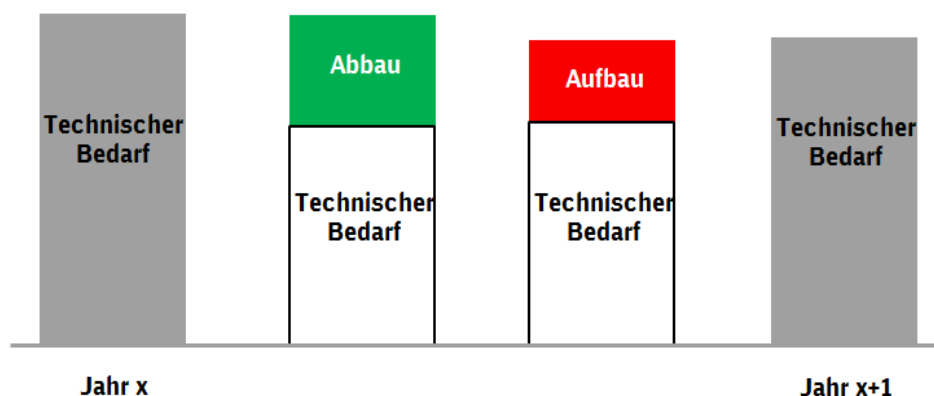 Technischer
Bedarf
Abbau
Technischer
Bedarf
Aufbau
Technischer
Bedarf
Technischer
Bedarf
Jahr x
Jahr x+1